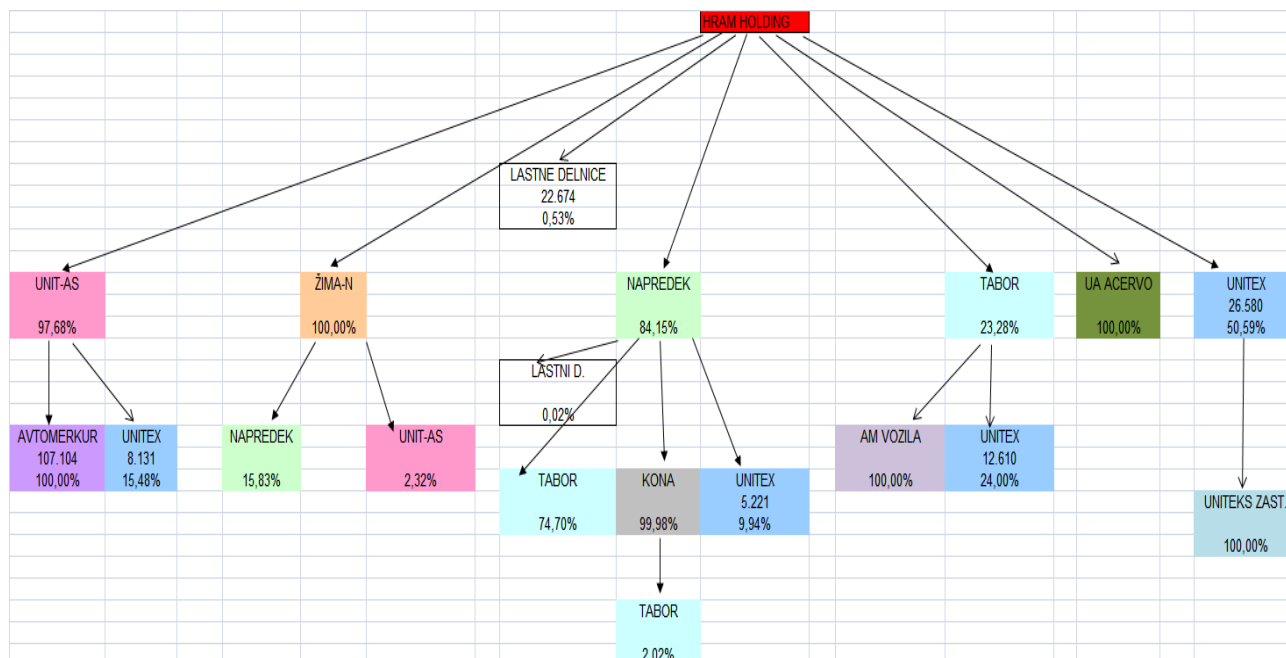 HRAM HOLDING
LASTNE DELNICE
22.674
0,53%
UNIT-AS
97,68%
ŽIMA-N
100,00%
NAPREDEK
84,15%
TABOR
23,28%
UA ACERVO
100,00%
UNITEX
26.580
50,59%
LASTNI D.
0,02%
AVTOMERKUR
107.104
100,00%
UNITEX
8.131
15,48%
NAPREDEK
15,83%
UNIT-AS
2,32%
TABOR
74,70%
KONA
99,98%
UNITEX
5.221
9,94%
AM VOZILA
100,00%
UNITEX
12.610
24,00%
UNITEKS ZAST.
100,00%
TABOR
2,02%